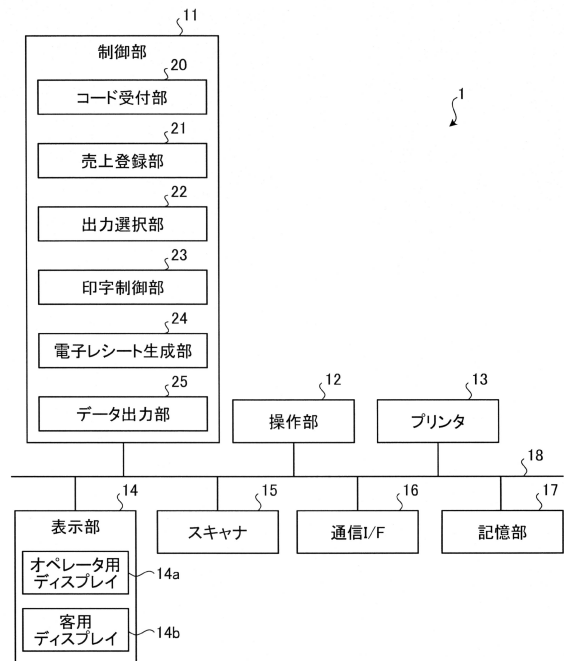 11
制御部
20
コード受付部
1
21
売上登録部
22
出力選択部
23
印字制御部
24
電子レシート生成部
25
データ出力部
12
操作部
13
プリンタ
18
14
表示部
オペレータ用
ディスプレイ
14a
客用
ディスプレイ
14b
15
スキャナ
16
通信I/F
17
記憶部